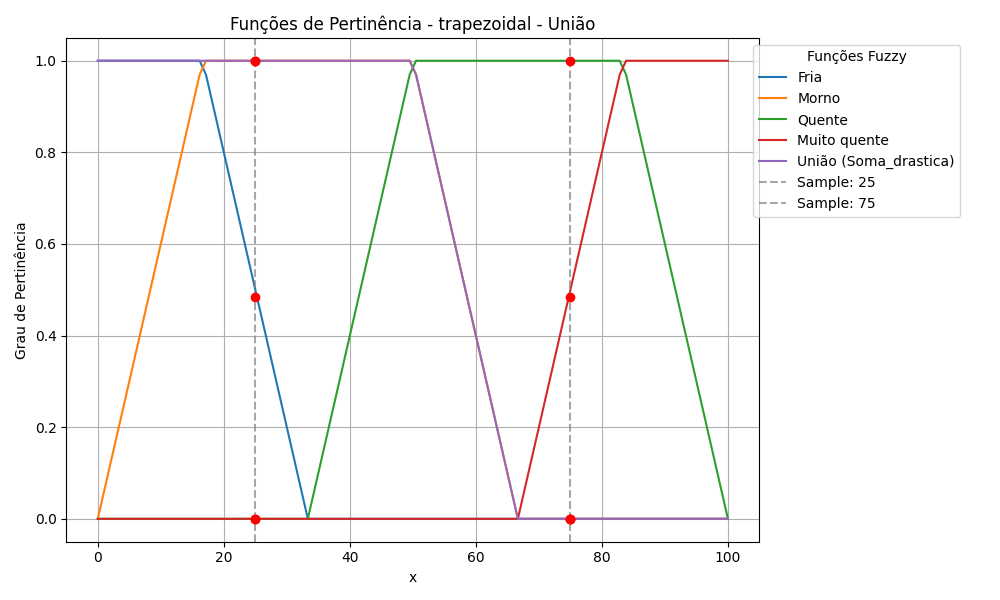 Funções de Pertinência - trapezoidal - União
Funções Fuzzy
Fria
Morno
Quente
Muito quente
União (Soma_drastica)
Sample: 25
Sample: 75
Grau de Pertinência
1.0
0.8
0.6
0.4
0.2
0.0
0 20 40 60 80 100
x